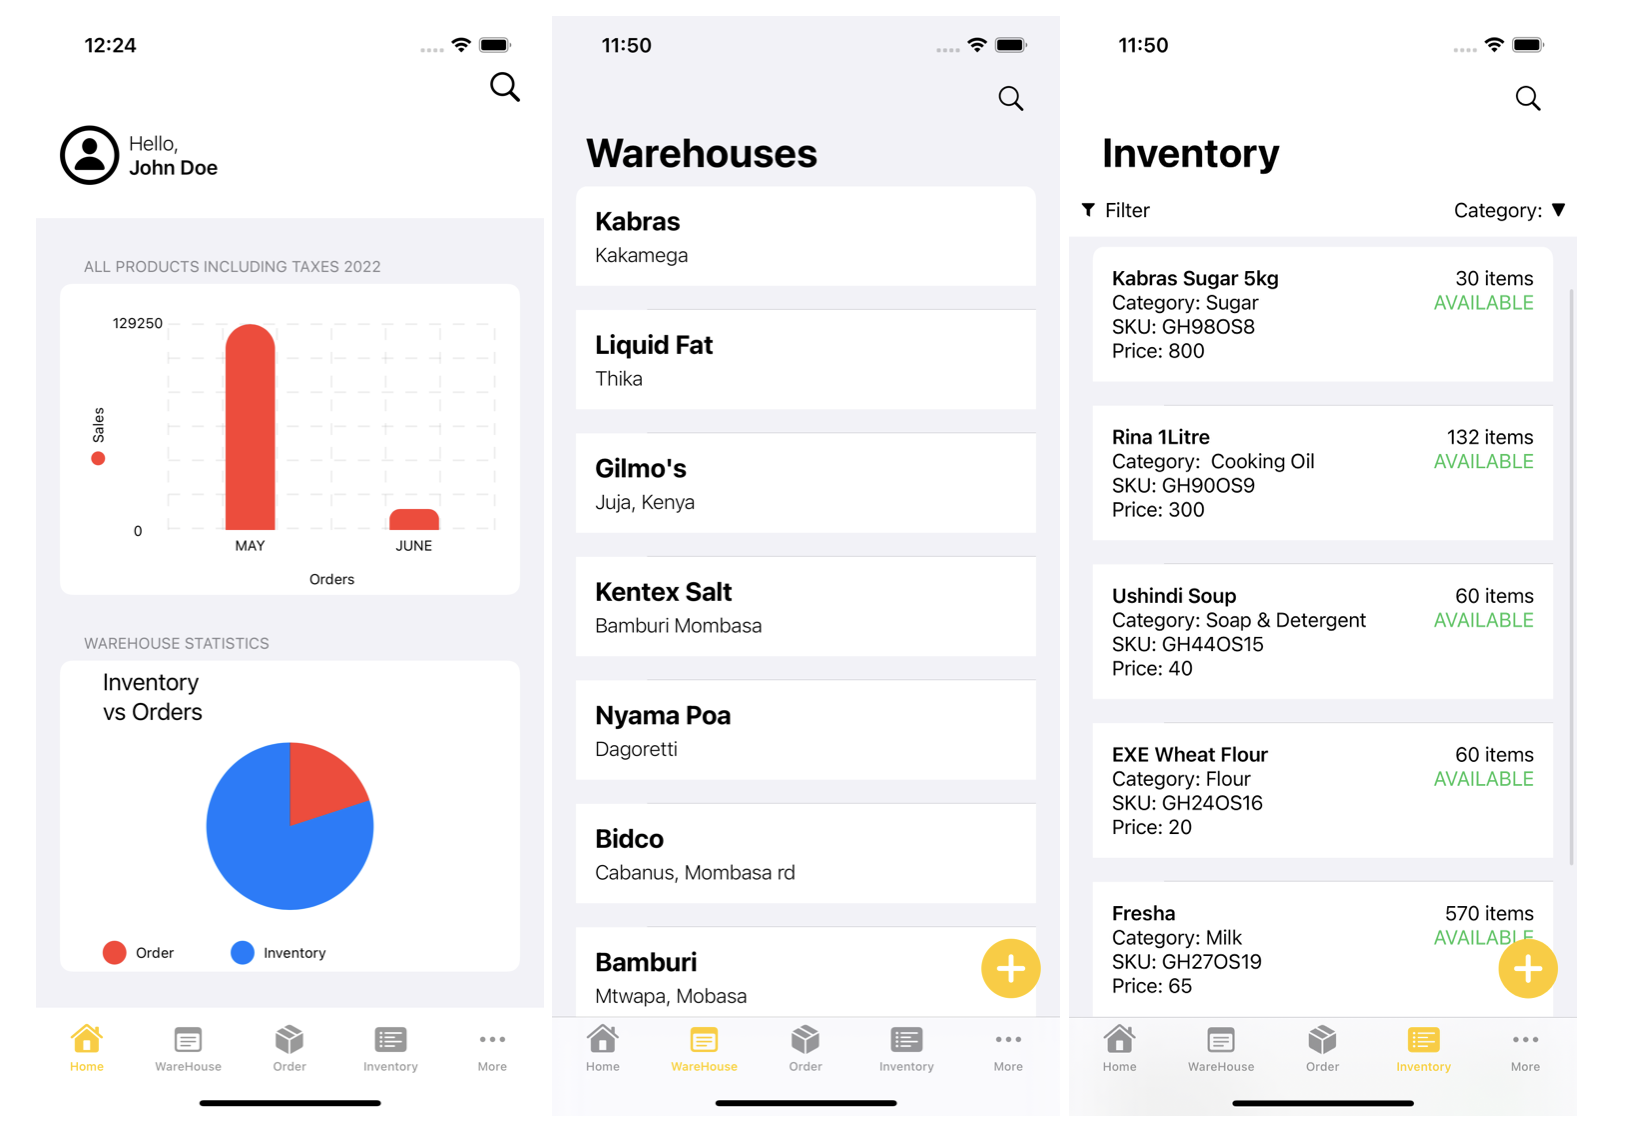 12:24
Hello,
John Doe
ALL PRODUCTS INCLUDING TAXES 2022
129250
Sales
0
MAY
JUNE
Orders
WAREHOUSE STATISTICS
Inventory
vs Orders
Order
Inventory
Home
WareHouse
Order
Inventory
More
11:50
Warehouses
Kabras
Kakamega
Liquid Fat
Thika
Gilmo's
Juja, Kenya
Kentex Salt
Bamburi Mombasa
Nyama Poa
Dagoretti
Bidco
Cabanus, Mombasa rd
Bamburi
Mtwapa, Mobasa
Home
WareHouse
Order
Inventory
More
11:50
Inventory
Filter
Category:
Kabras Sugar 5kg
30 items
Category: Sugar
AVAILABLE
SKU: GH98OS8
Price: 800
Rina 1Litre
132 items
Category:  Cooking Oil
AVAILABLE
SKU: GH90OS9
Price: 300
Ushindi Soup
60 items
Category: Soap & Detergent
AVAILABLE
SKU: GH44OS15
Price: 40
EXE Wheat Flour
60 items
Category: Flour
AVAILABLE
SKU: GH24OS16
Price: 20
Fresha
570 items
Category: Milk
AVAILABLE
SKU: GH27OS19
Price: 65
Home
WareHouse
Order
Inventory
More